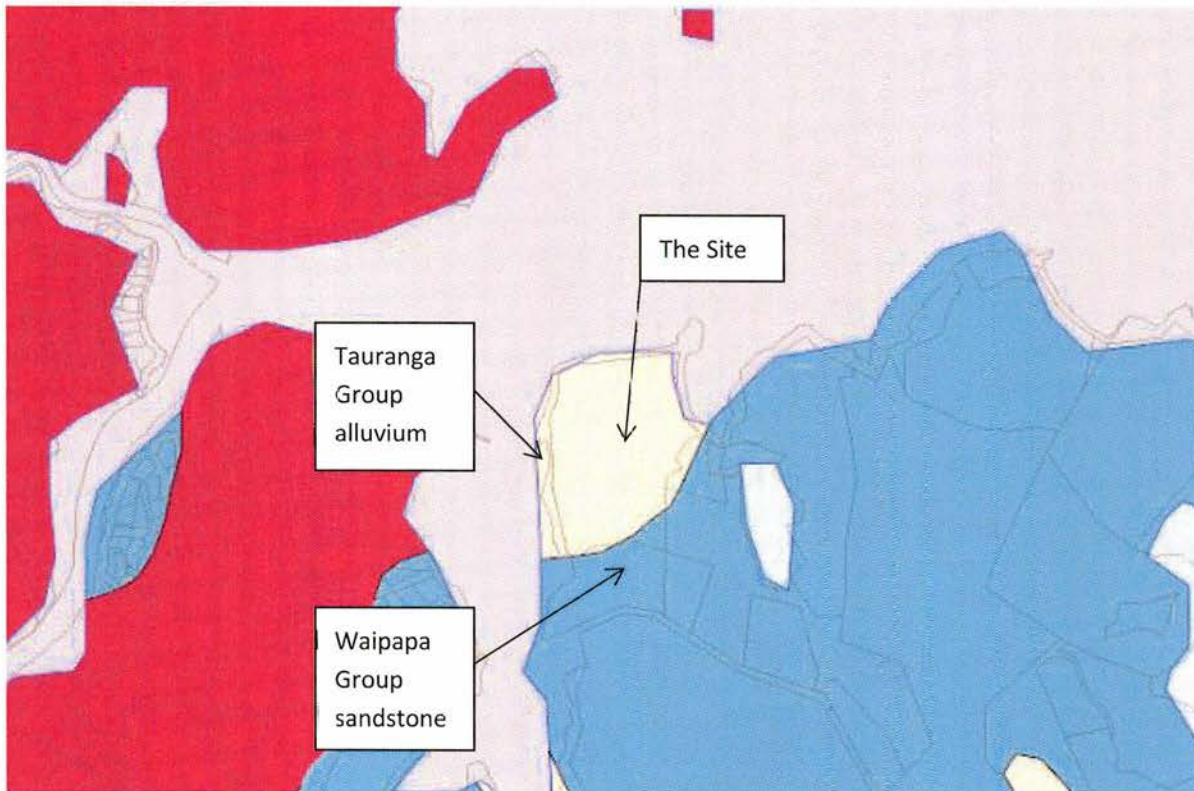 The Site
Tauranga
Group
alluvium
Waipapa
Group
sandstone